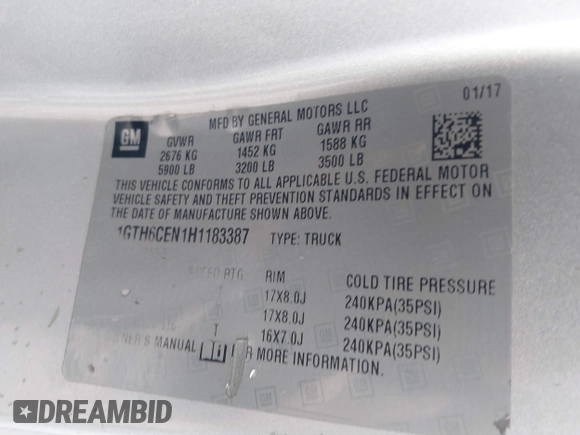 01/17
MFD BY GENERAL MOTORS LLC
GM
GVWR GAWR FRT GAWR RR
2676 KG 1452 KG 1588 KG
5900 LB 3200 LB 3500 LB
THIS VEHICLE CONFORMS TO ALL APPLICABLE U.S. FEDERAL MOTOR
VEHICLE SAFETY AND THEFT PREVENTION STANDARDS IN EFFECT ON
THE DATE OF MANUFACTURE SHOWN ABOVE.
1GTH6CEN1H1183387 TYPE: TRUCK
SPEED RTG RIM COLD TIRE PRESSURE
T 17X8.0J 240KPA(35PSI)
17X8.0J 240KPA(35PSI)
T 16X7.0J 240KPA(35PSI)
MANUAL FOR MORE INFORMATION.
DREAMBID